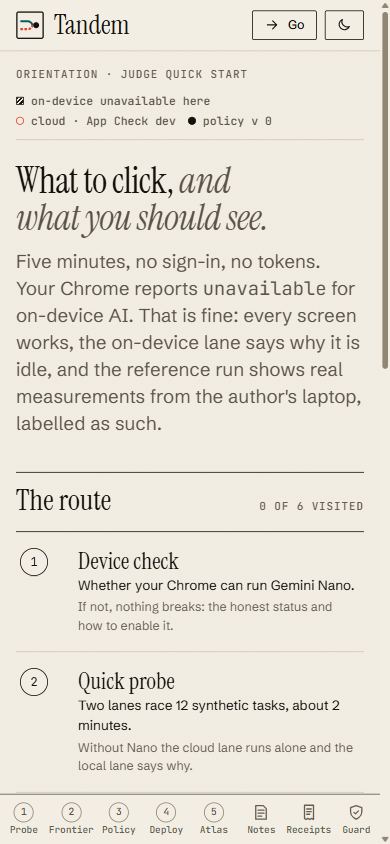 Tandem
Go
ORIENTATION · JUDGE QUICK START
on-device unavailable here
cloud · App Check dev
policy v 0
What to click, and
what you should see.
Five minutes, no sign-in, no tokens.
Your Chrome reports unavailable for
on-device AI. That is fine: every screen
works, the on-device lane says why it is
idle, and the reference run shows real
measurements from the author's laptop,
labelled as such.
The route
0 OF 6 VISITED
1
Device check
Whether your Chrome can run Gemini Nano.
If not, nothing breaks: the honest status and
how to enable it.
2
Quick probe
Two lanes race 12 synthetic tasks, about 2
minutes.
Without Nano the cloud lane runs alone and the
local lane says why.
1 Probe
2 Frontier
3 Policy
4 Deploy
5 Atlas
Notes
Receipts
Guard